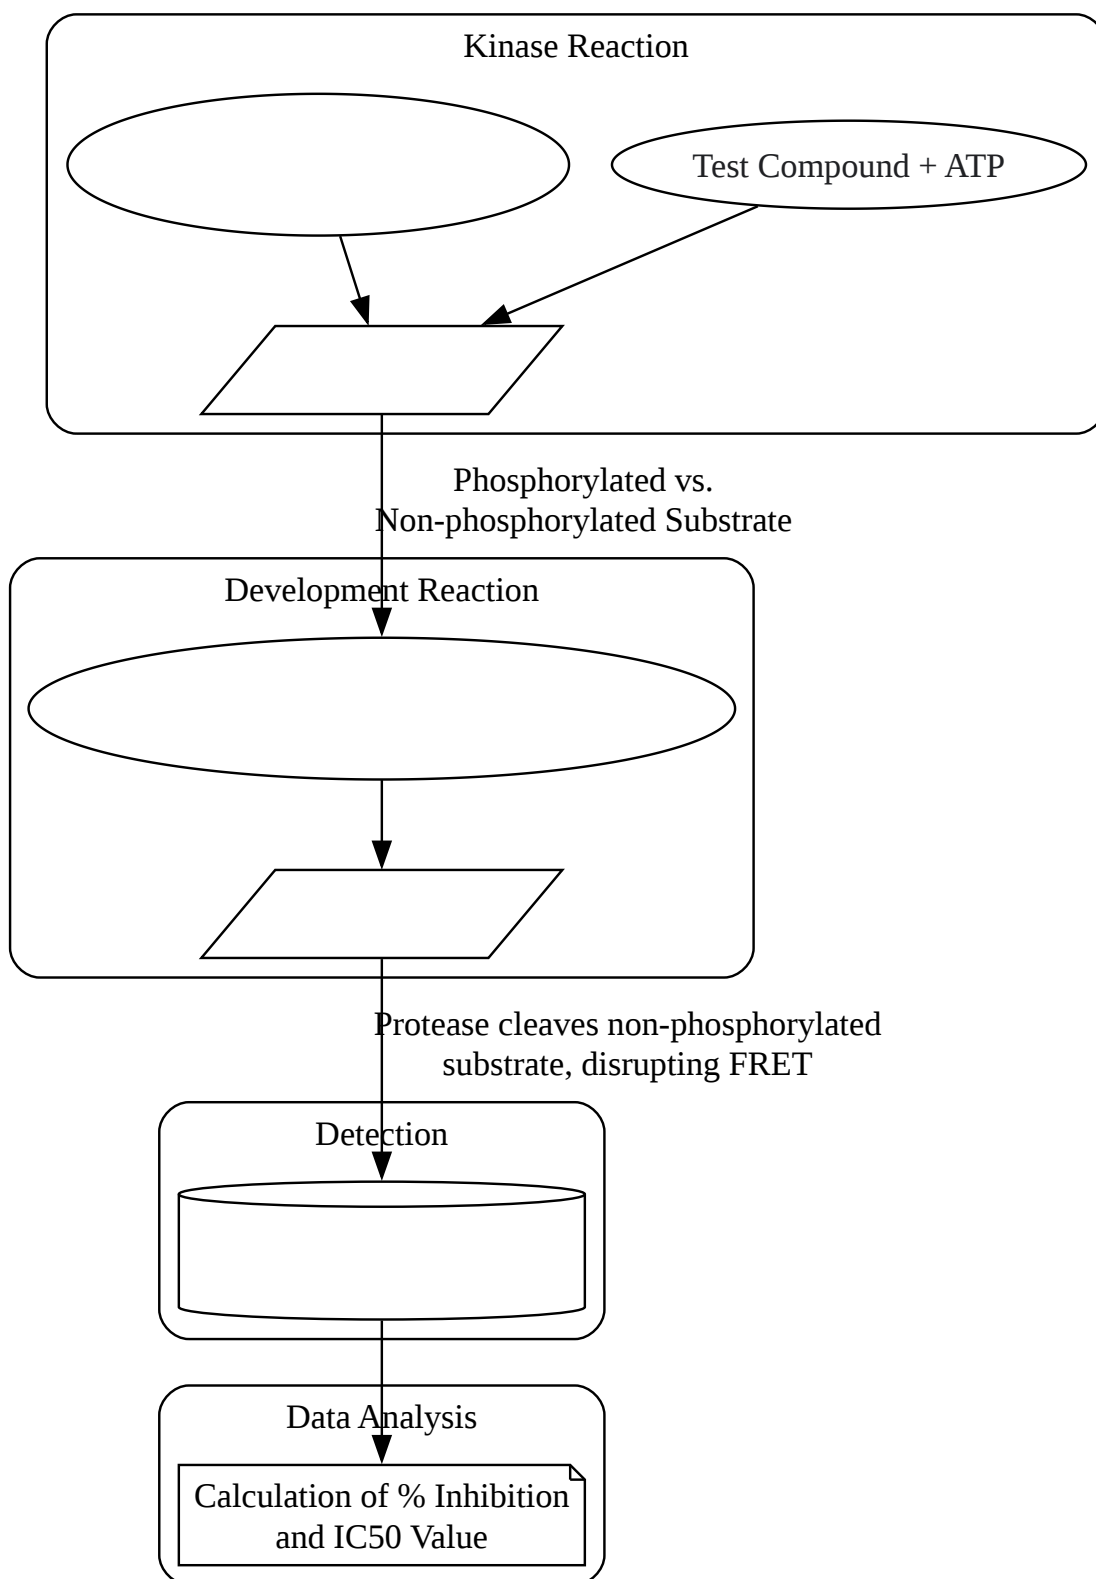 Kinase Reaction
Test Compound + ATP
Phosphorylated vs.
Non-phosphorylated Substrate
Development Reaction
Protease cleaves non-phosphorylated
substrate, disrupting FRET
Detection
Data Analysis
Calculation of % Inhibition
and IC50 Value